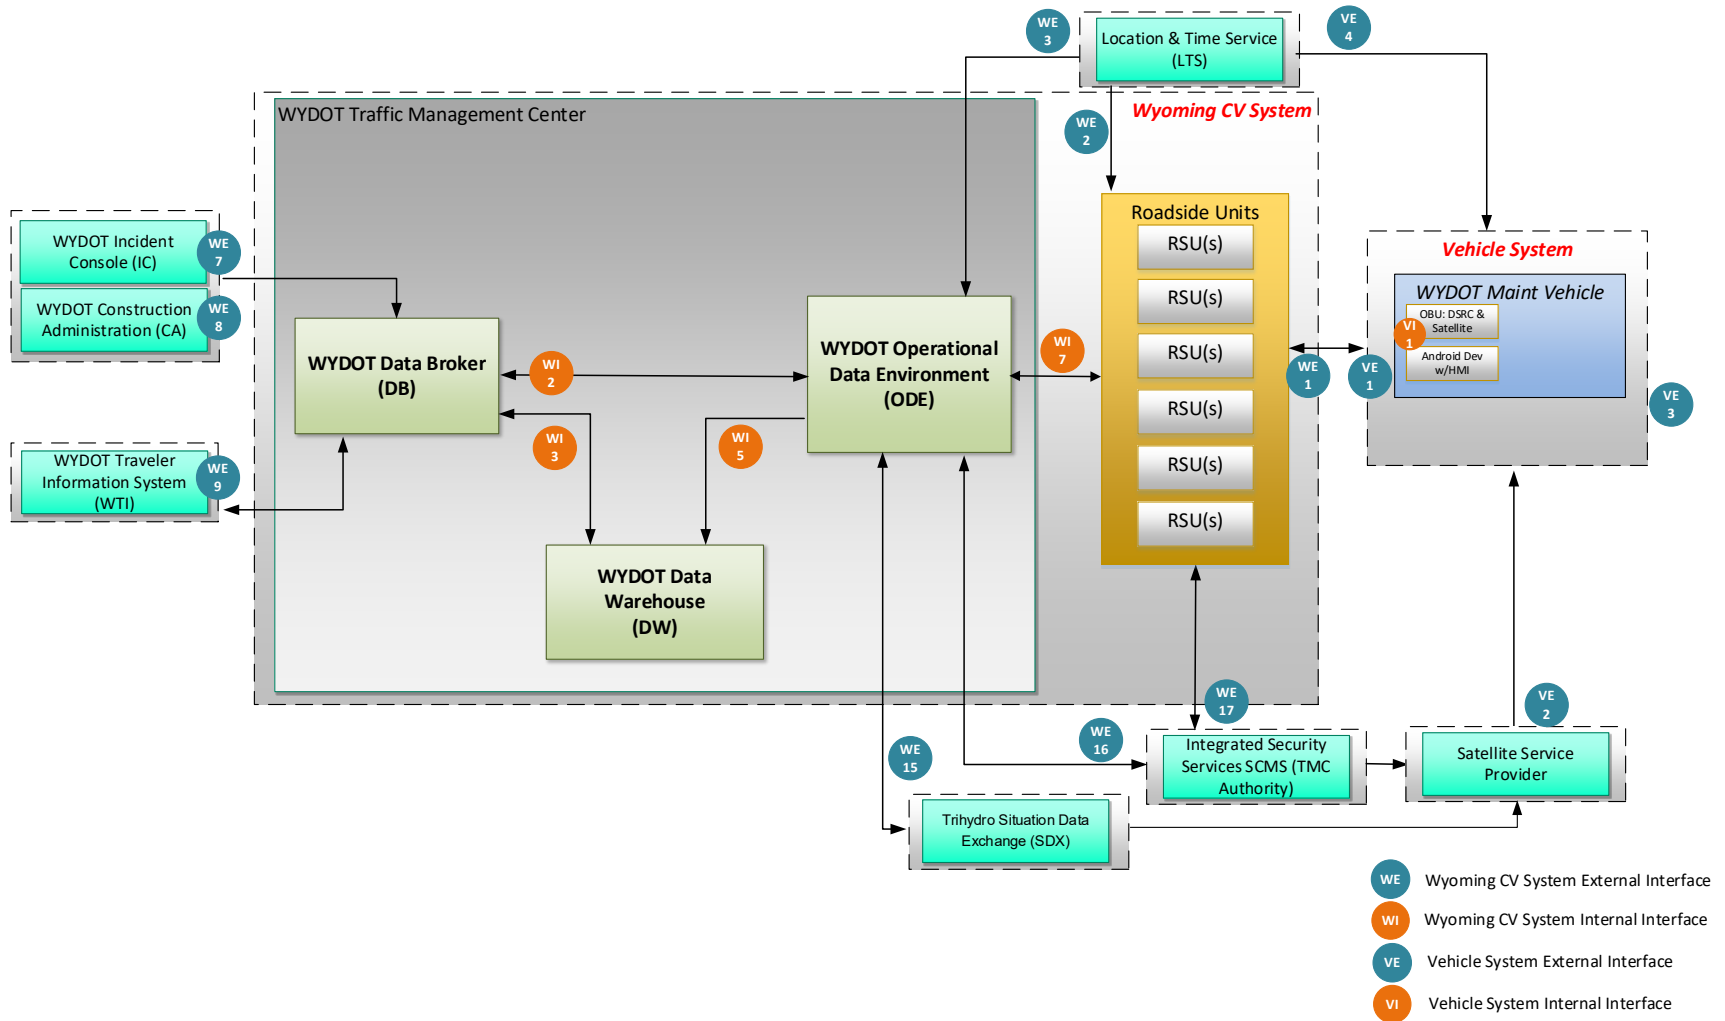 WE
3
Location & Time Service
(LTS)
VE
4
WYDOT Traffic Management Center
Wyoming CV System
WE
2
Roadside Units
RSU(s)
RSU(s)
RSU(s)
RSU(s)
RSU(s)
RSU(s)
WYDOT Incident
Console (IC)
WE
7
WYDOT Construction
Administration (CA)
WE
8
WYDOT Traveler
Information System
(WTI)
WE
9
WYDOT Data Broker
(DB)
WI
2
WI
3
WI
5
WYDOT Operational
Data Environment
(ODE)
WI
7
WYDOT Data
Warehouse
(DW)
WE
1
VE
1
Vehicle System
WYDOT Maint Vehicle
OBU: DSRC &
Satellite
VI
1
Android Dev
w/HMI
VE
3
WE
17
VE
2
WE
15
WE
16
Integrated Security
Services SCMS (TMC
Authority)
Satellite Service
Provider
Trihydro Situation Data
Exchange (SDX)
WE Wyoming CV System External Interface
WI Wyoming CV System Internal Interface
VE Vehicle System External Interface
VI Vehicle System Internal Interface